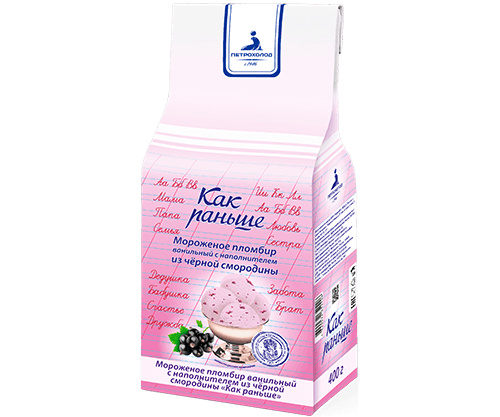 ПЕТРОХОЛОД
Аа Бб Вв
Мама
Папа
Семья
Ии Кк Лл
Аа Бб Вв
Любовь
Сестра
Как
раньше
Мороженое пломбир
ванильный с наполнителем
из чёрной смородины
Дедушка
Бабушка
Счастье
Дружба
Забота
Брат
Мороженое пломбир ванильный
с наполнителем из чёрной
смородины «Как раньше»
ПЕТРОХОЛОД
Как
раньше
400 г